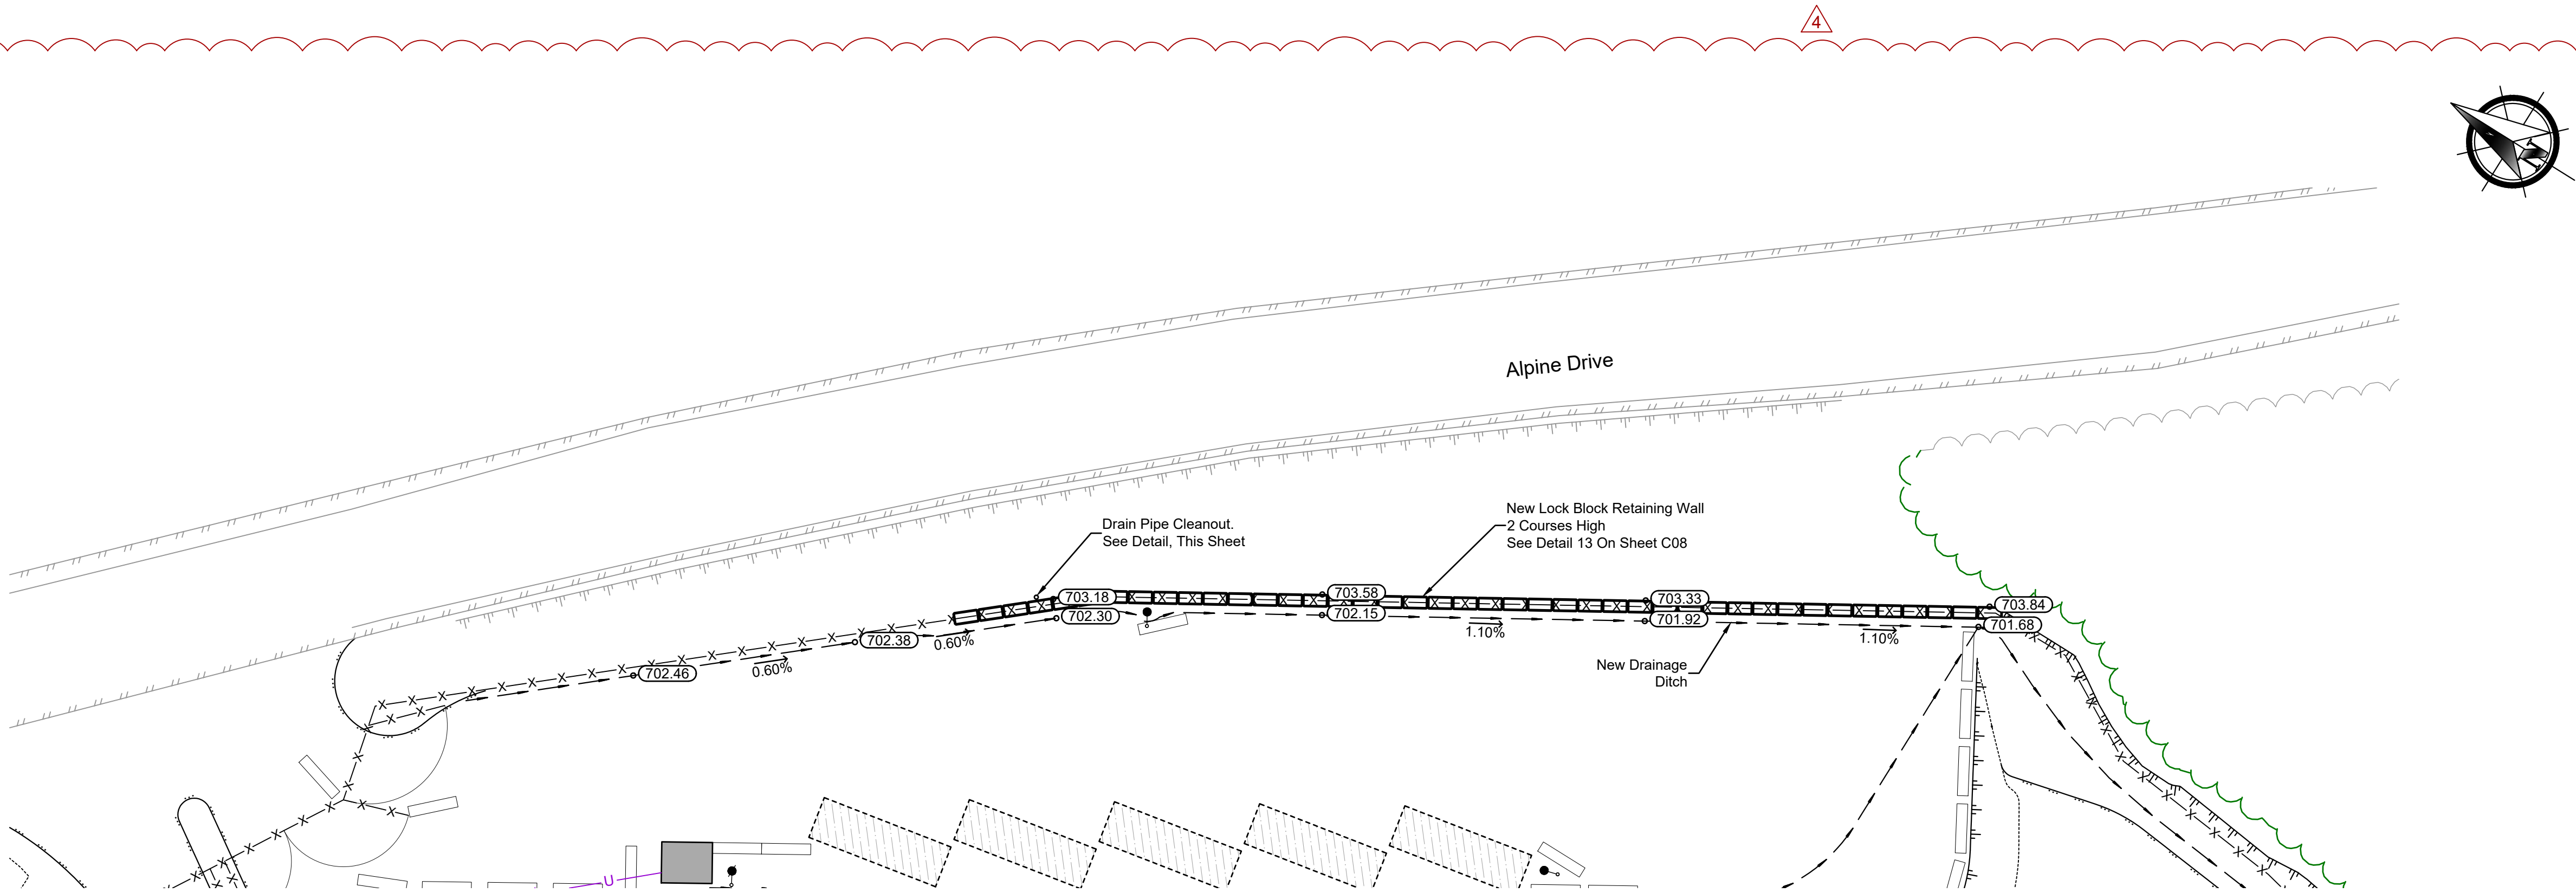 4
N
Alpine Drive
Drain Pipe Cleanout.
See Detail, This Sheet
New Lock Block Retaining Wall
2 Courses High
See Detail 13 On Sheet C08
703.18
703.58
703.33
703.84
702.30
702.15
701.92
701.68
702.38
702.46
0.60%
0.60%
1.10%
1.10%
New Drainage
Ditch
U